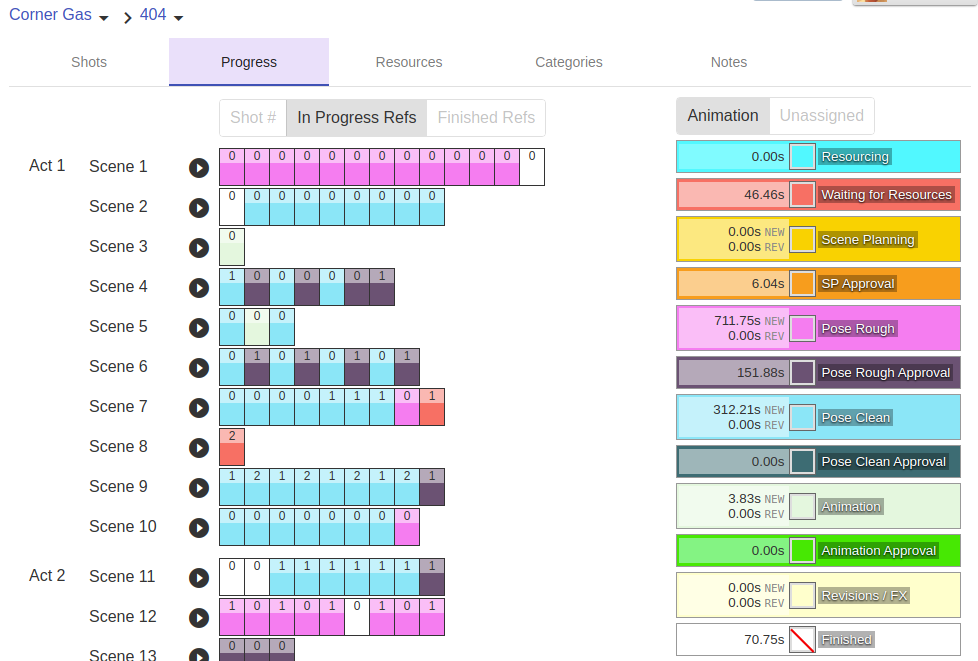 Corner Gas 404
Shots Progress Resources Categories Notes
Shot # In Progress Refs Finished Refs
Animation Unassigned
Act 1 Scene 1 0 0 0 0 0 0 0 0 0 0 0 0 0
Scene 2 0 0 0 0 0 0 0 0 0
Scene 3 0
Scene 4 1 0 0 0 0 0 1
Scene 5 0 0 0
Scene 6 0 1 0 1 0 1 0 1
Scene 7 0 0 0 0 1 1 1 0 1
Scene 8 2
Scene 9 1 2 1 2 1 2 1 2 1
Scene 10 0 0 0 0 0 0 0 0
Act 2 Scene 11 0 0 1 1 1 1 1 1 1
Scene 12 1 0 1 0 1 0 1 0 1
Scene 13 0 0 0
0.00s Resourcing
46.46s Waiting for Resources
0.00s NEW
0.00s REV
Scene Planning
6.04s SP Approval
711.75s NEW
0.00s REV
Pose Rough
151.88s Pose Rough Approval
312.21s NEW
0.00s REV
Pose Clean
0.00s Pose Clean Approval
3.83s NEW
0.00s REV
Animation
0.00s Animation Approval
0.00s NEW
0.00s REV
Revisions / FX
70.75s Finished